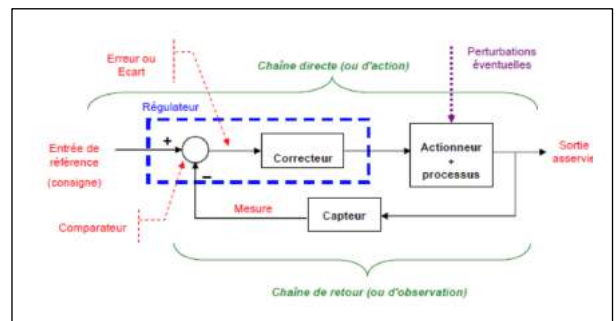 Perturbations
éventuelles
Erreur ou
Ecart
Chaîne directe (ou d'action)
Régulateur
Entrée de
référence
(consigne)
+
−
Correcteur
Actionneur
+
processus
Sortie
asservie
Mesure
Capteur
Comparateur
Chaîne de retour (ou d'observation)